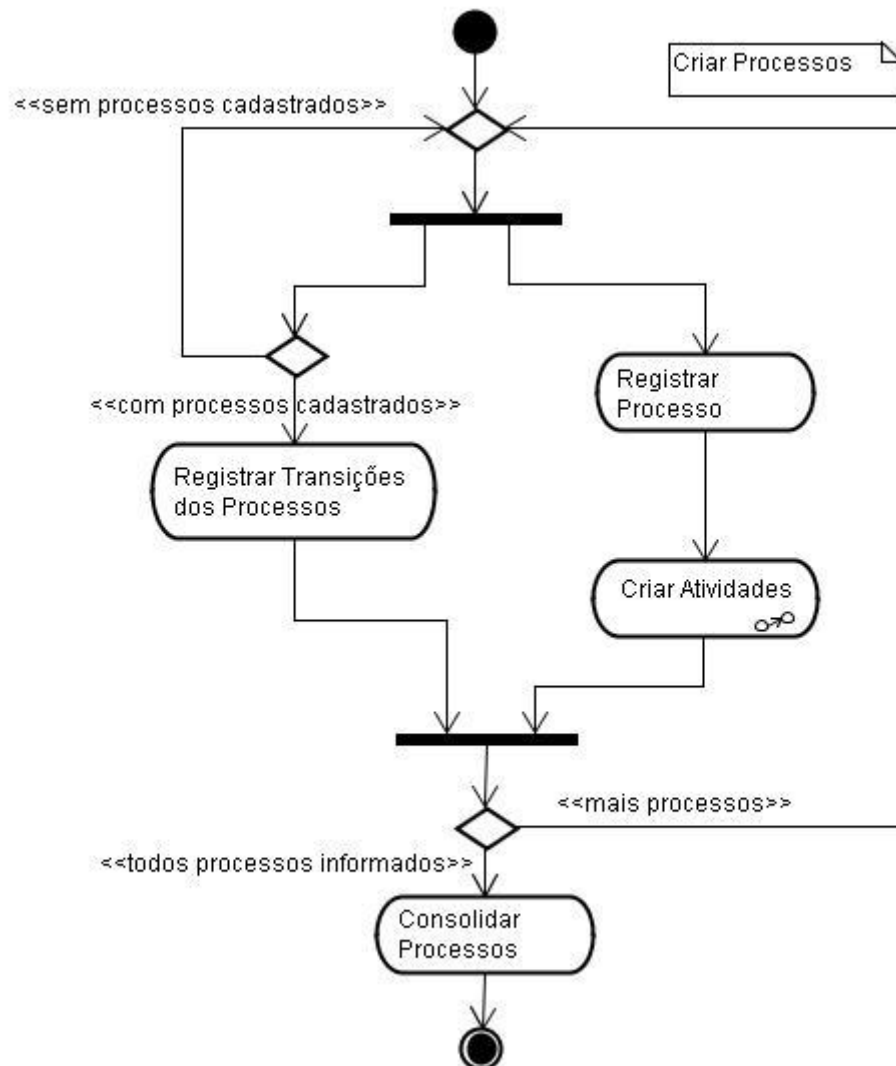 Criar Processos
<<sem processos cadastrados>>
Registrar
Processo
<<com processos cadastrados>>
Registrar Transições
dos Processos
Criar Atividades
<<mais processos>>
<<todos processos informados>>
Consolidar
Processos